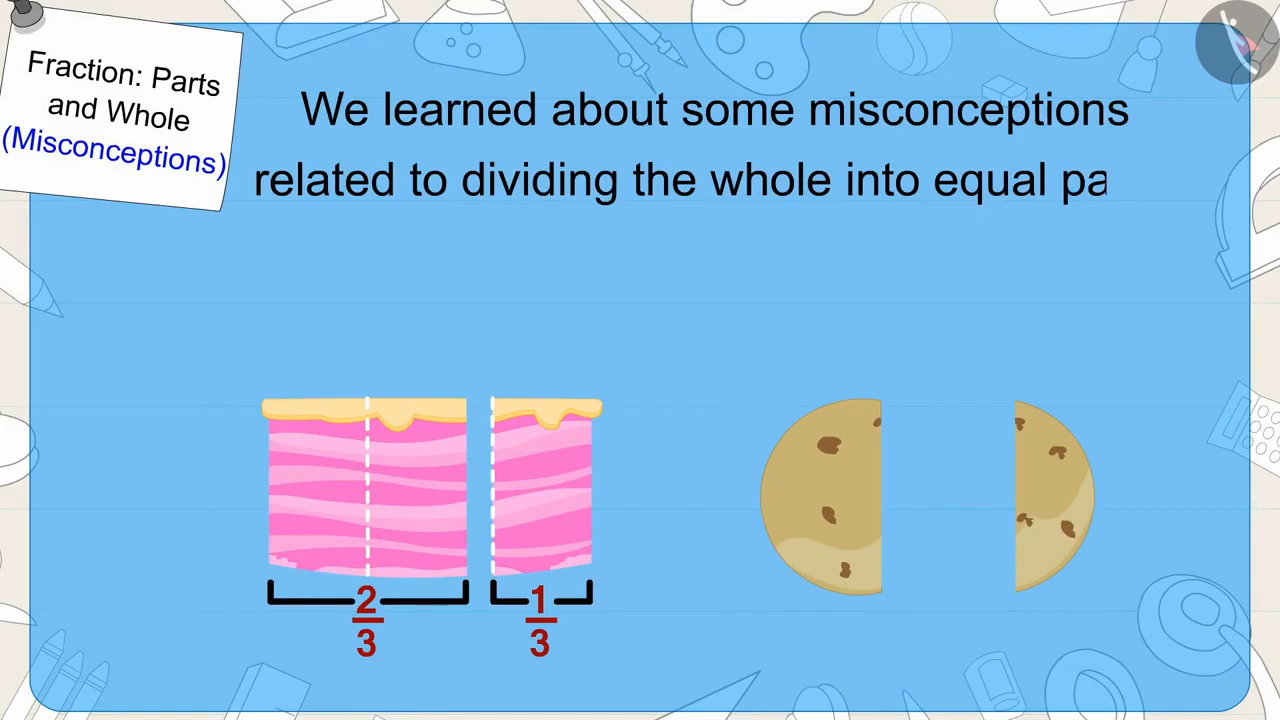 Fraction: Parts
and Whole
(Misconceptions)
We learned about some misconceptions
related to dividing the whole into equal pa
2
3
1
3